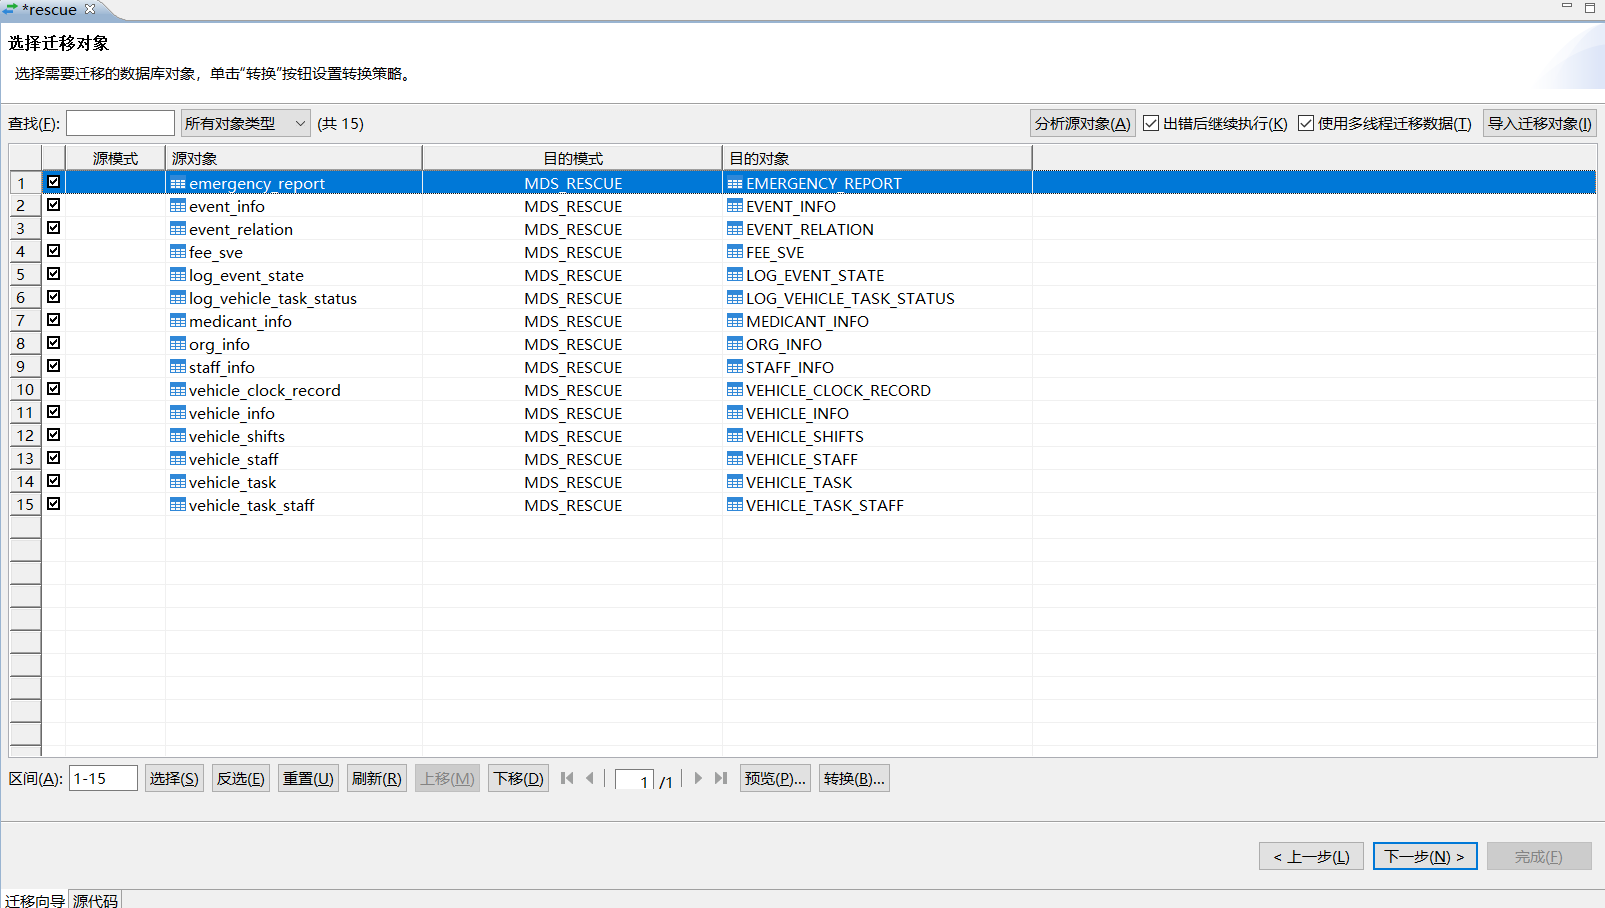 *rescue
选择迁移对象
选择需要迁移的数据库对象，单击“转换”按钮设置转换策略。
查找(F): 所有对象类型 (共 15) 分析源对象(A) 出错后继续执行(K) 使用多线程迁移数据(T) 导入迁移对象(I)
源模式 源对象 目的模式 目的对象
1 emergency_report MDS_RESCUE EMERGENCY_REPORT
2 event_info MDS_RESCUE EVENT_INFO
3 event_relation MDS_RESCUE EVENT_RELATION
4 fee_sve MDS_RESCUE FEE_SVE
5 log_event_state MDS_RESCUE LOG_EVENT_STATE
6 log_vehicle_task_status MDS_RESCUE LOG_VEHICLE_TASK_STATUS
7 medicant_info MDS_RESCUE MEDICANT_INFO
8 org_info MDS_RESCUE ORG_INFO
9 staff_info MDS_RESCUE STAFF_INFO
10 vehicle_clock_record MDS_RESCUE VEHICLE_CLOCK_RECORD
11 vehicle_info MDS_RESCUE VEHICLE_INFO
12 vehicle_shifts MDS_RESCUE VEHICLE_SHIFTS
13 vehicle_staff MDS_RESCUE VEHICLE_STAFF
14 vehicle_task MDS_RESCUE VEHICLE_TASK
15 vehicle_task_staff MDS_RESCUE VEHICLE_TASK_STAFF
区间(A): 1-15 选择(S) 反选(E) 重置(U) 刷新(R) 上移(M) 下移(D) 1 /1 预览(P)... 转换(B)...
< 上一步(L) 下一步(N) > 完成(F)
迁移向导 源代码